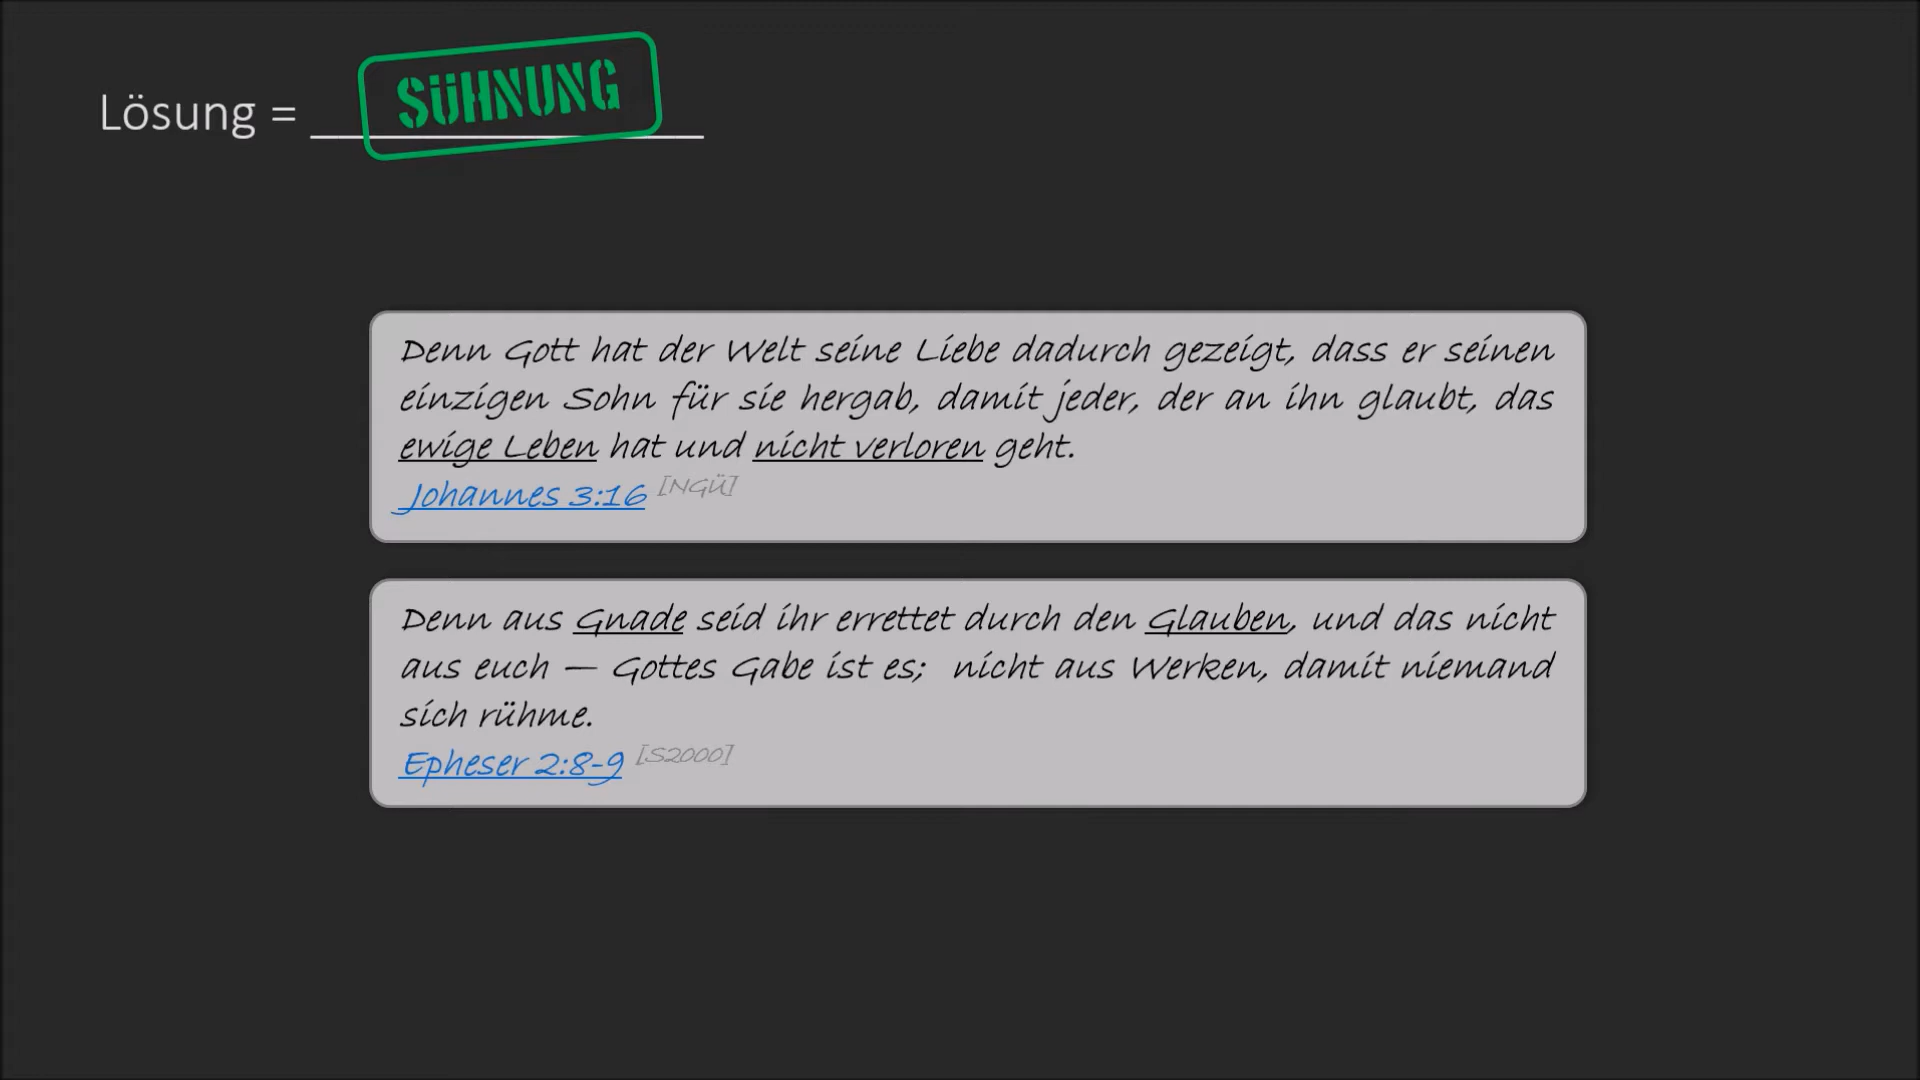 Lösung = ______________
SÜHNUNG
Denn Gott hat der Welt seine Liebe dadurch gezeigt, dass er seinen
einzigen Sohn für sie hergab, damit jeder, der an ihn glaubt, das
ewige Leben hat und nicht verloren geht.
Johannes 3:16 [NGÜ]
Denn aus Gnade seid ihr errettet durch den Glauben, und das nicht
aus euch — Gottes Gabe ist es; nicht aus Werken, damit niemand
sich rühme.
Epheser 2:8-9 [S2000]